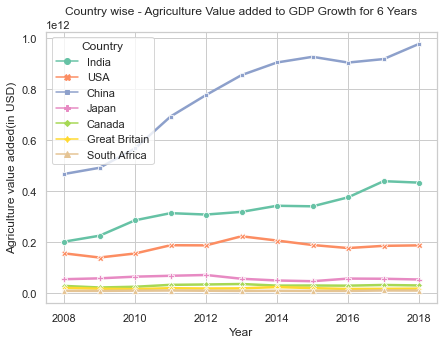 Country wise - Agriculture Value added to GDP Growth for 6 Years
1e12
1.0
0.8
0.6
0.4
0.2
0.0
Agriculture value added(in USD)
Country
India
USA
China
Japan
Canada
Great Britain
South Africa
2008
2010
2012
2014
2016
2018
Year